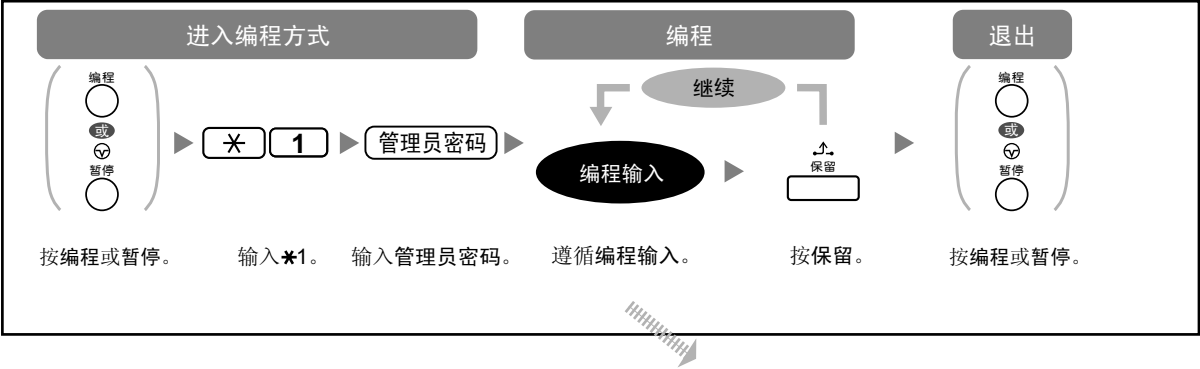 进入编程方式
编程
退出
编程
或
暂停
✳
1
管理员密码
继续
编程输入
保留
编程
或
暂停
按编程或暂停。
输入✳1。
输入管理员密码。
遵循编程输入。
按保留。
按编程或暂停。